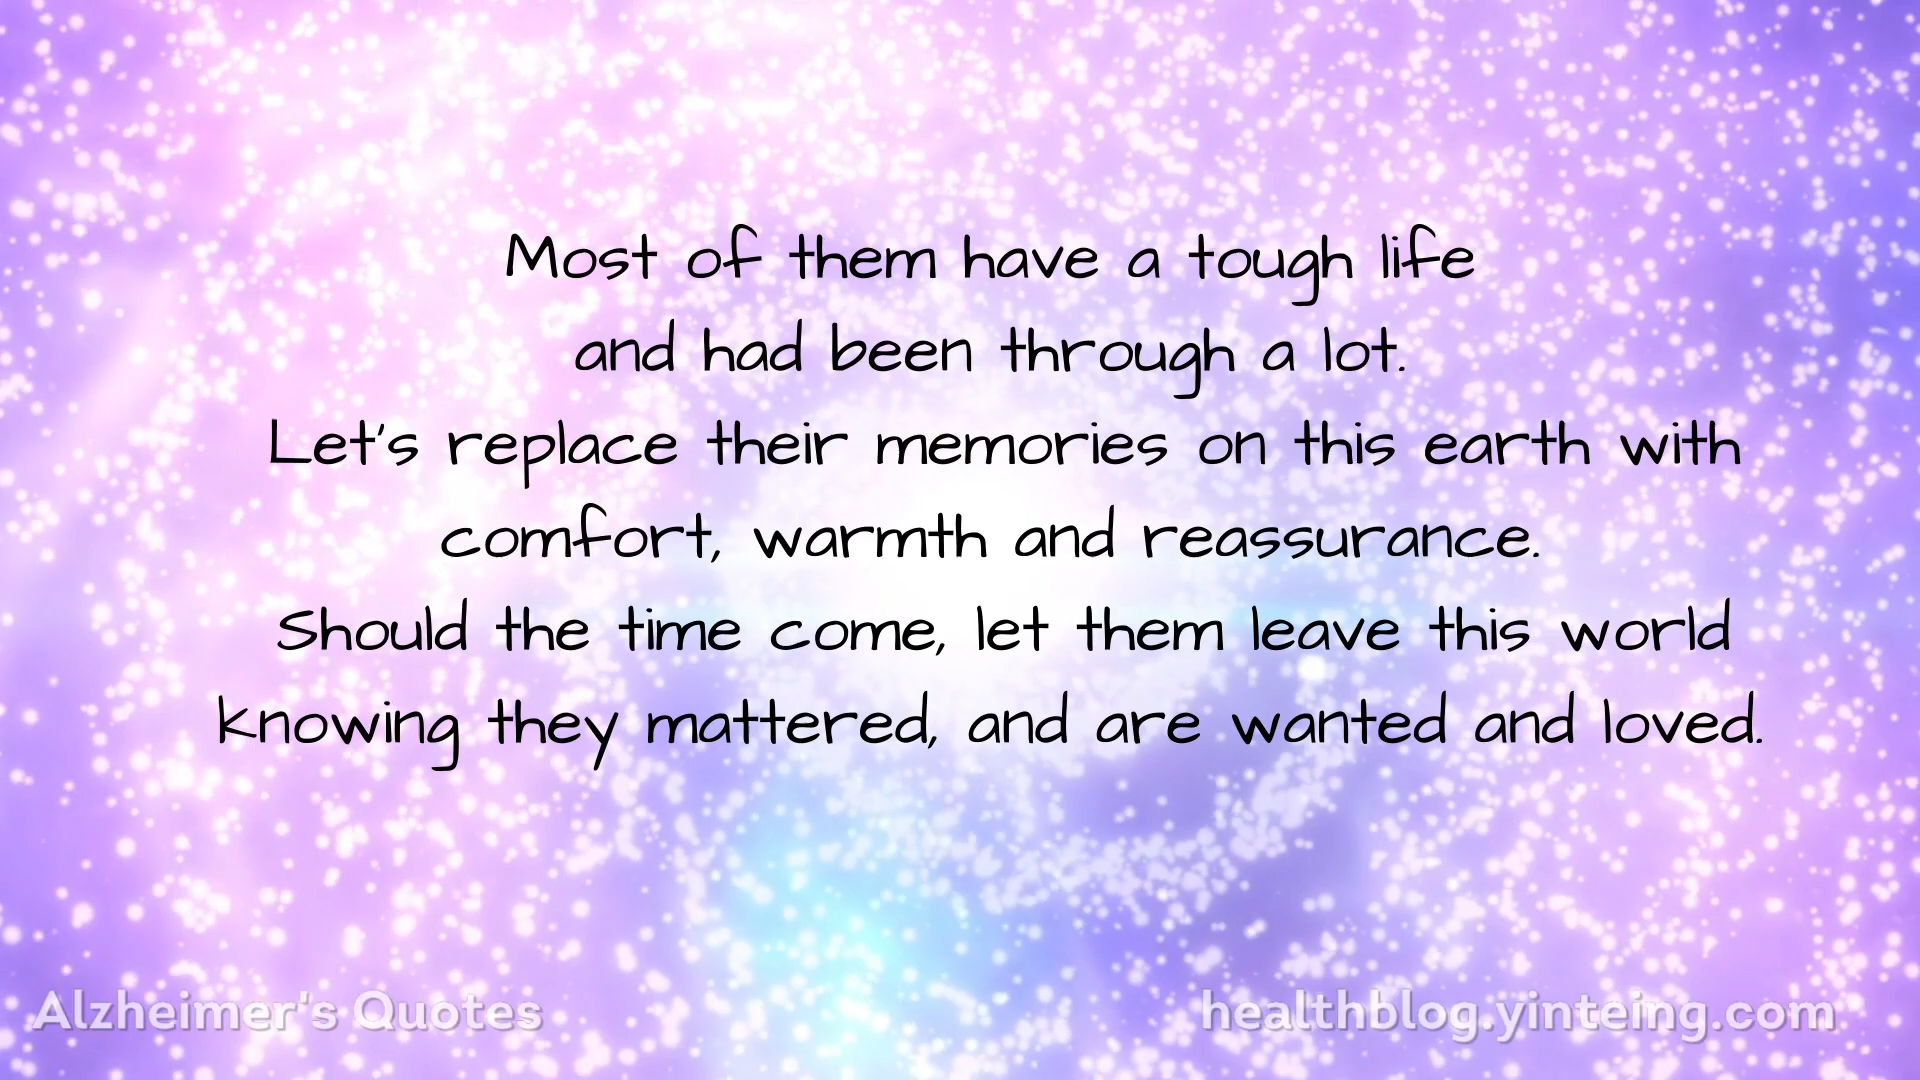 Most of them have a tough life
and had been through a lot.
Let's replace their memories on this earth with
comfort, warmth and reassurance.
Should the time come, let them leave this world
knowing they mattered, and are wanted and loved.
Alzheimer's Quotes
healthblog.yinteing.com